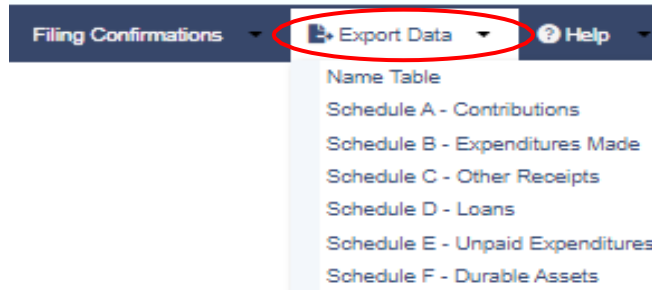 Filing Confirmations Export Data Help
Name Table
Schedule A - Contributions
Schedule B - Expenditures Made
Schedule C - Other Receipts
Schedule D - Loans
Schedule E - Unpaid Expenditures
Schedule F - Durable Assets